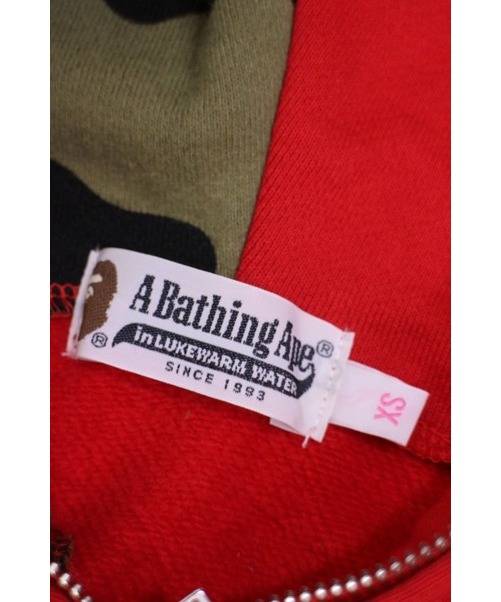 A Bathing Ape®
in LUKEWARM WATER
SINCE 1993
®
XS